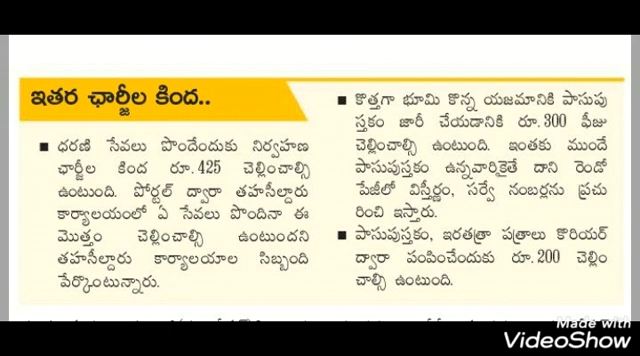 ఇతర ఛార్జీల కింద..
■ ధరణి సేవలు పొందేందుకు నిర్వహణ
ఛార్జీల కింద రూ.425 చెల్లించాల్సి
ఉంటుంది. పోర్టల్ ద్వారా తహసీల్దారు
కార్యాలయంలో ఏ సేవలు పొందినా ఈ
మొత్తం చెల్లించాల్సి ఉంటుందని
తహసీల్దారు కార్యాలయాల సిబ్బంది
పేర్కొంటున్నారు.
■ కొత్తగా భూమి కొన్న యజమానికి పాసుపు
స్తకం జారీ చేయడానికి రూ.300 ఫీజు
చెల్లించాల్సి ఉంటుంది. ఇంతకు ముందే
పాసుపుస్తకం ఉన్నవారికైతే దాని రెండో
పేజీలో విస్తీర్ణం, సర్వే నంబర్లను ప్రచు
రించి ఇస్తారు.
■ పాసుపుస్తకం, ఇరతత్రా పత్రాలు కొరియర్
ద్వారా పంపించేందుకు రూ.200 చెల్లిం
చాల్సి ఉంటుంది.
Made with
VideoShow